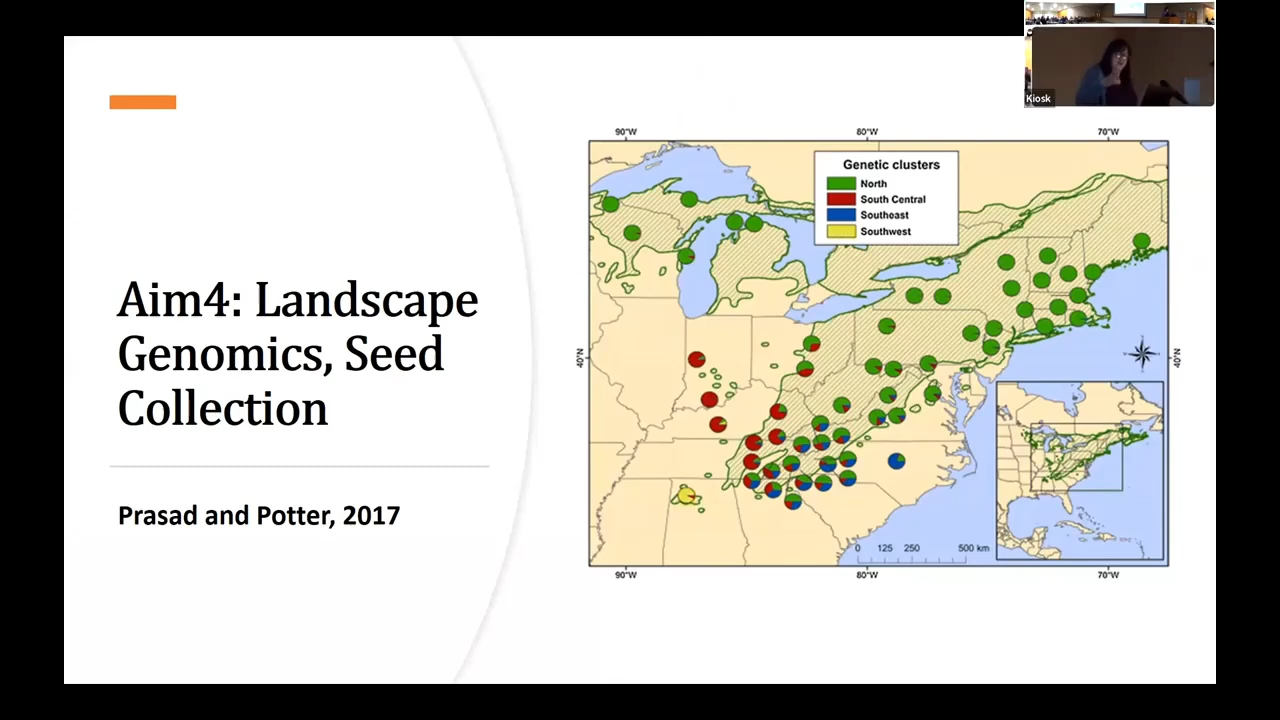 Kiosk
Aim4: Landscape
Genomics, Seed
Collection
Prasad and Potter, 2017
90°W
80°W
70°W
Genetic clusters
North
South Central
Southeast
Southwest
40°N
40°N
0 125 250 500 km
90°W
80°W
70°W